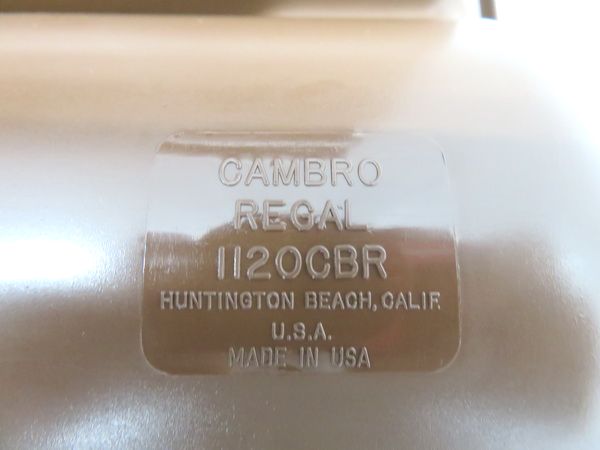 CAMBRO
REGAL
1120CBR
HUNTINGTON BEACH, CALIF.
U.S.A.
MADE IN USA